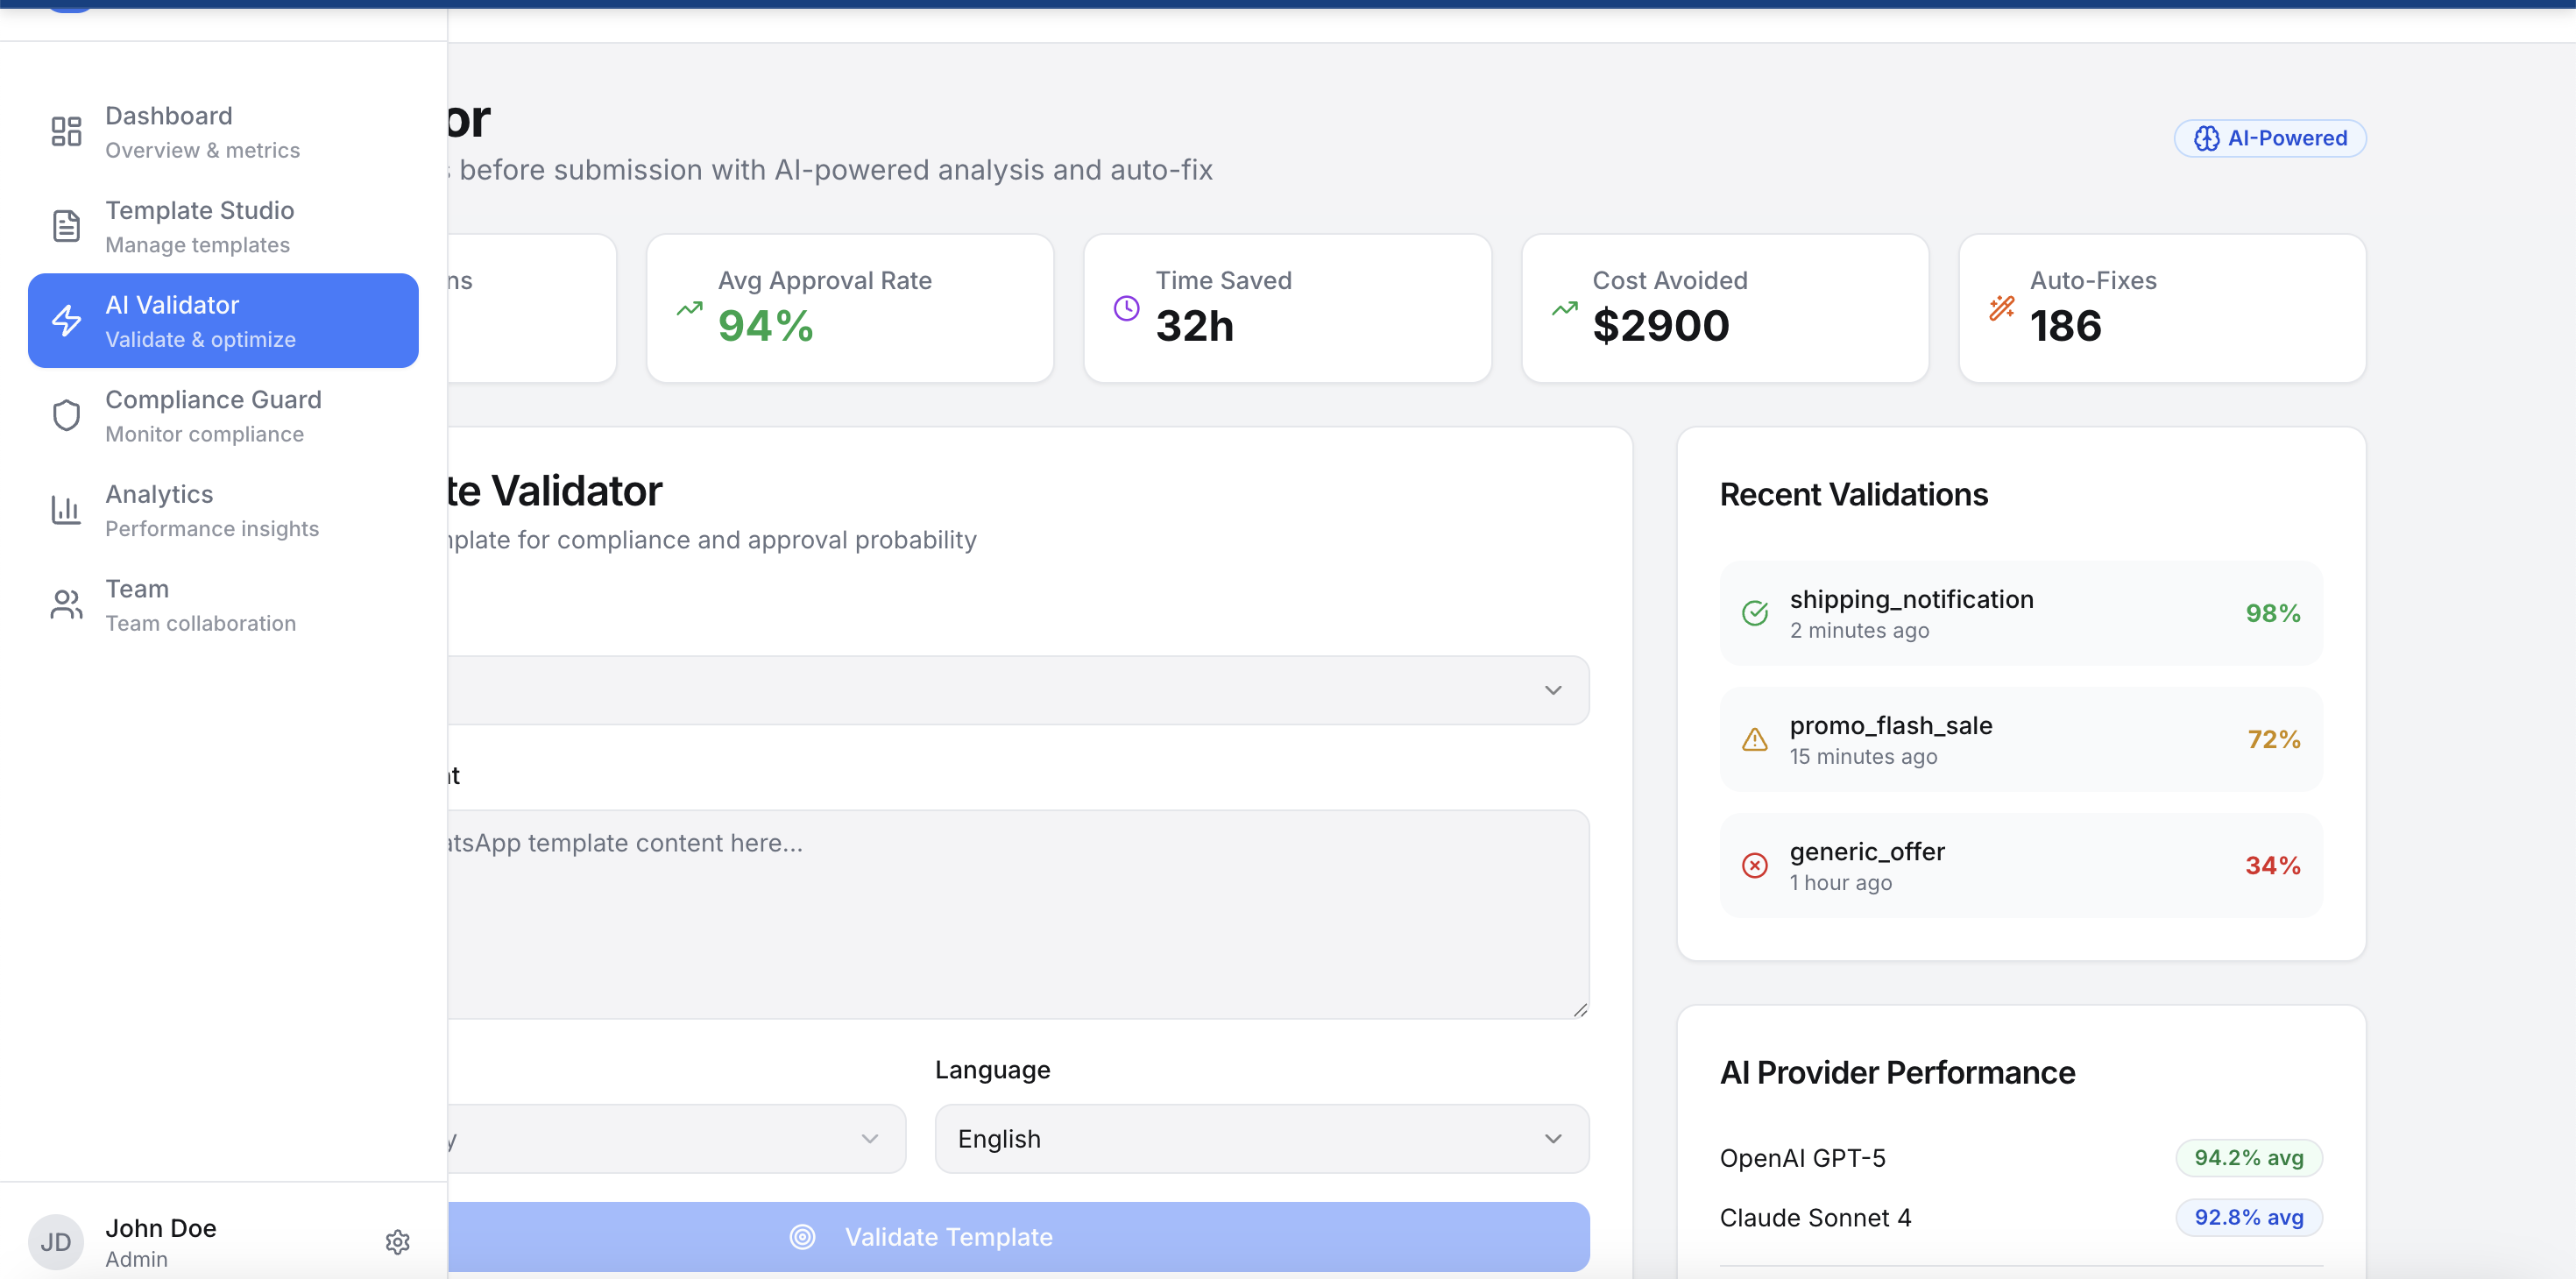 Dashboard
Overview & metrics
Template Studio
Manage templates
AI Validator
Validate & optimize
Compliance Guard
Monitor compliance
Analytics
Performance insights
Team
Team collaboration
John Doe
Admin
JD
or
before submission with AI-powered analysis and auto-fix
AI-Powered
ns
Avg Approval Rate
94%
Time Saved
32h
Cost Avoided
$2900
Auto-Fixes
186
te Validator
nplate for compliance and approval probability
nt
atsApp template content here...
y
Language
English
Validate Template
Recent Validations
shipping_notification
2 minutes ago
98%
promo_flash_sale
15 minutes ago
72%
generic_offer
1 hour ago
34%
AI Provider Performance
OpenAI GPT-5
94.2% avg
Claude Sonnet 4
92.8% avg